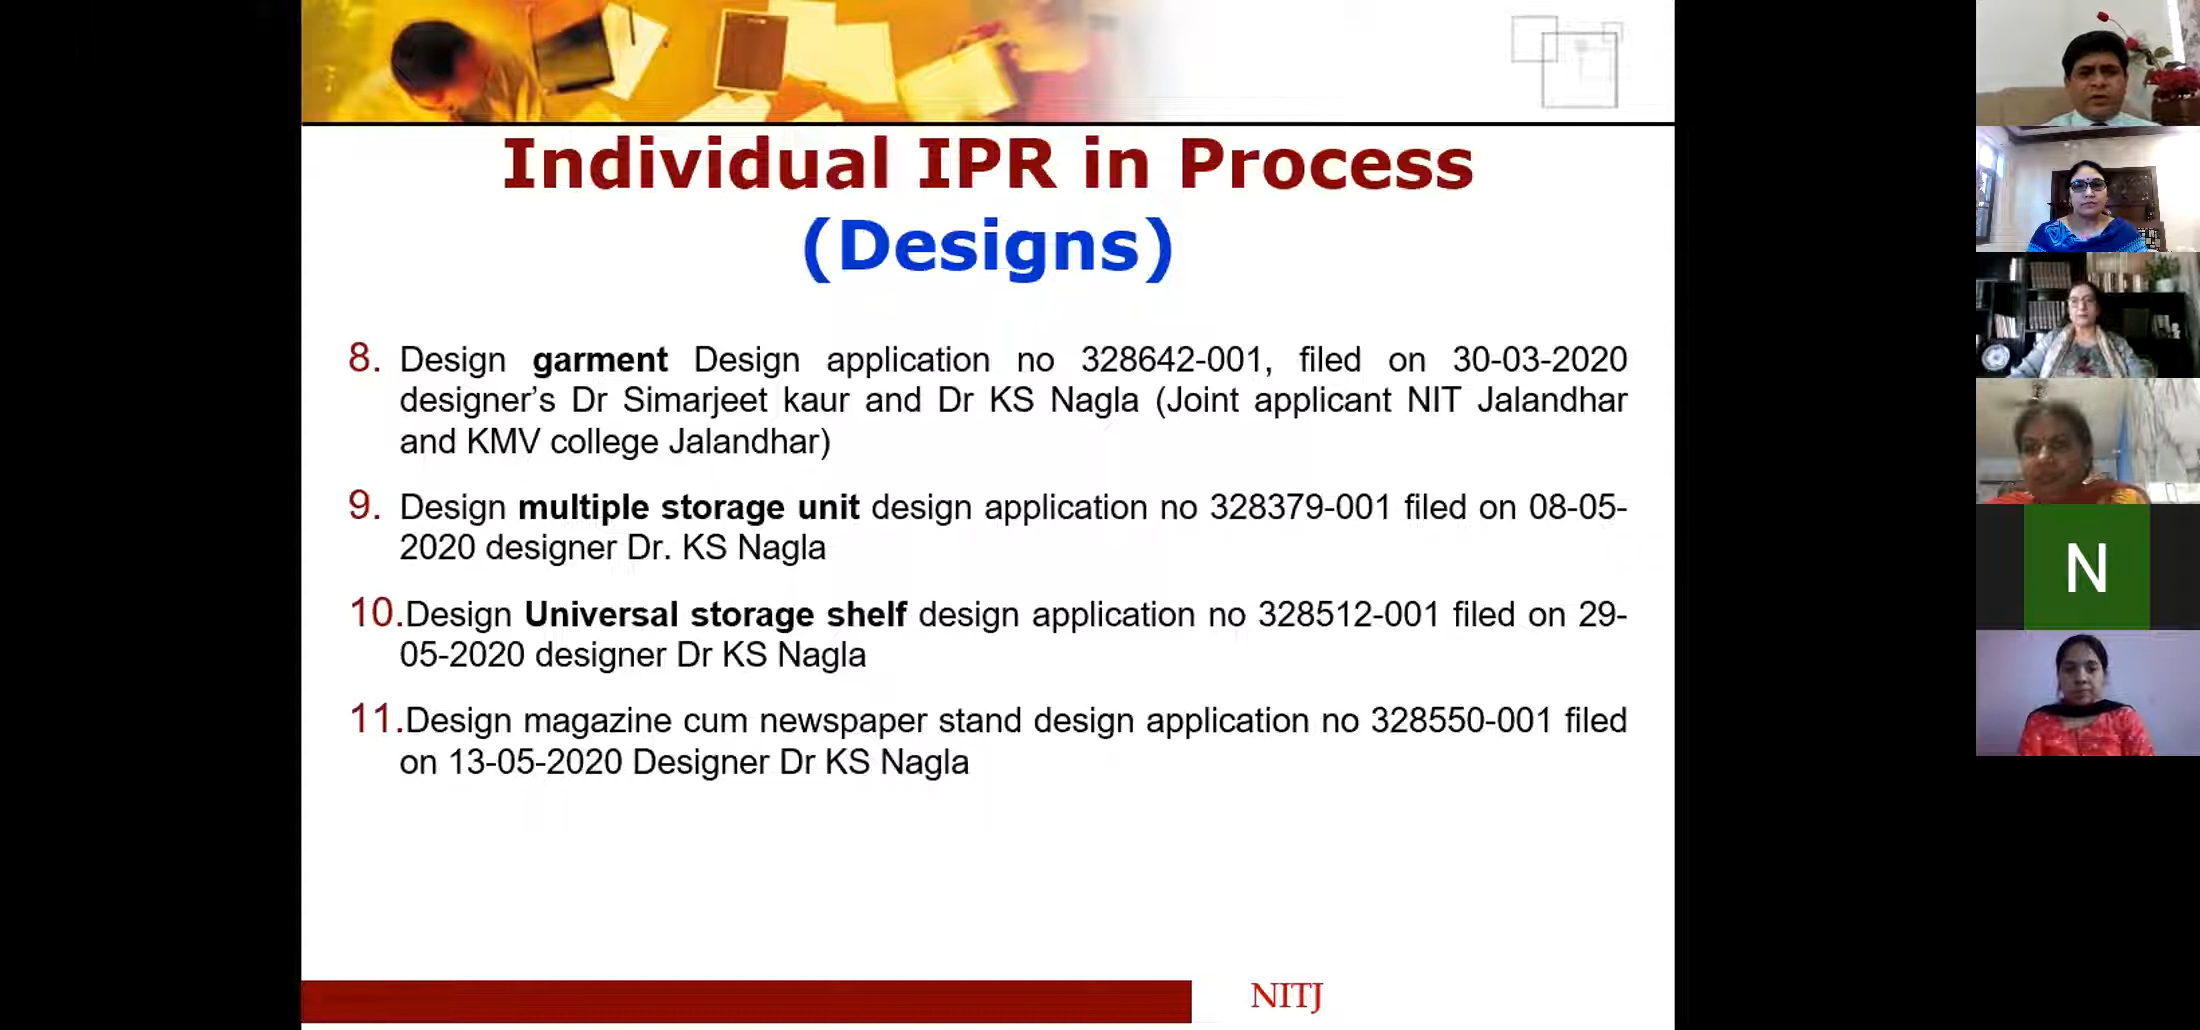 Individual IPR in Process
(Designs)
8. Design garment Design application no 328642-001, filed on 30-03-2020
designer’s Dr Simarjeet kaur and Dr KS Nagla (Joint applicant NIT Jalandhar
and KMV college Jalandhar)
9. Design multiple storage unit design application no 328379-001 filed on 08-05-
2020 designer Dr. KS Nagla
10.Design Universal storage shelf design application no 328512-001 filed on 29-
05-2020 designer Dr KS Nagla
11.Design magazine cum newspaper stand design application no 328550-001 filed
on 13-05-2020 Designer Dr KS Nagla
NITJ
N